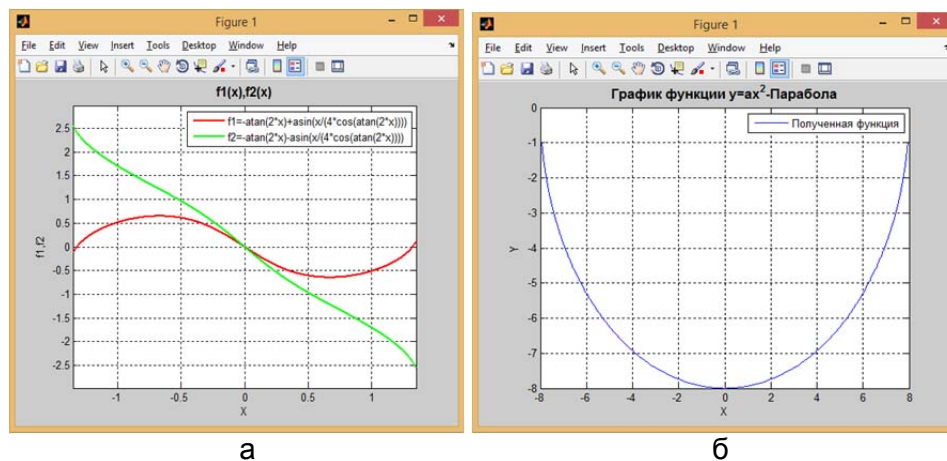 Figure 1
File Edit View Insert Tools Desktop Window Help
f1(x),f2(x)
f1=-atan(2*x)+asin(x/(4*cos(atan(2*x))))
f2=-atan(2*x)-asin(x/(4*cos(atan(2*x))))
2.5
2
1.5
1
0.5
0
-0.5
-1
-1.5
-2
-2.5
f1,f2
-1 -0.5 0 0.5 1
X
а
Figure 1
File Edit View Insert Tools Desktop Window Help
График функции y=ax²-Парабола
Полученная функция
0
-1
-2
-3
-4
-5
-6
-7
-8
Y
-8 -6 -4 -2 0 2 4 6 8
X
б